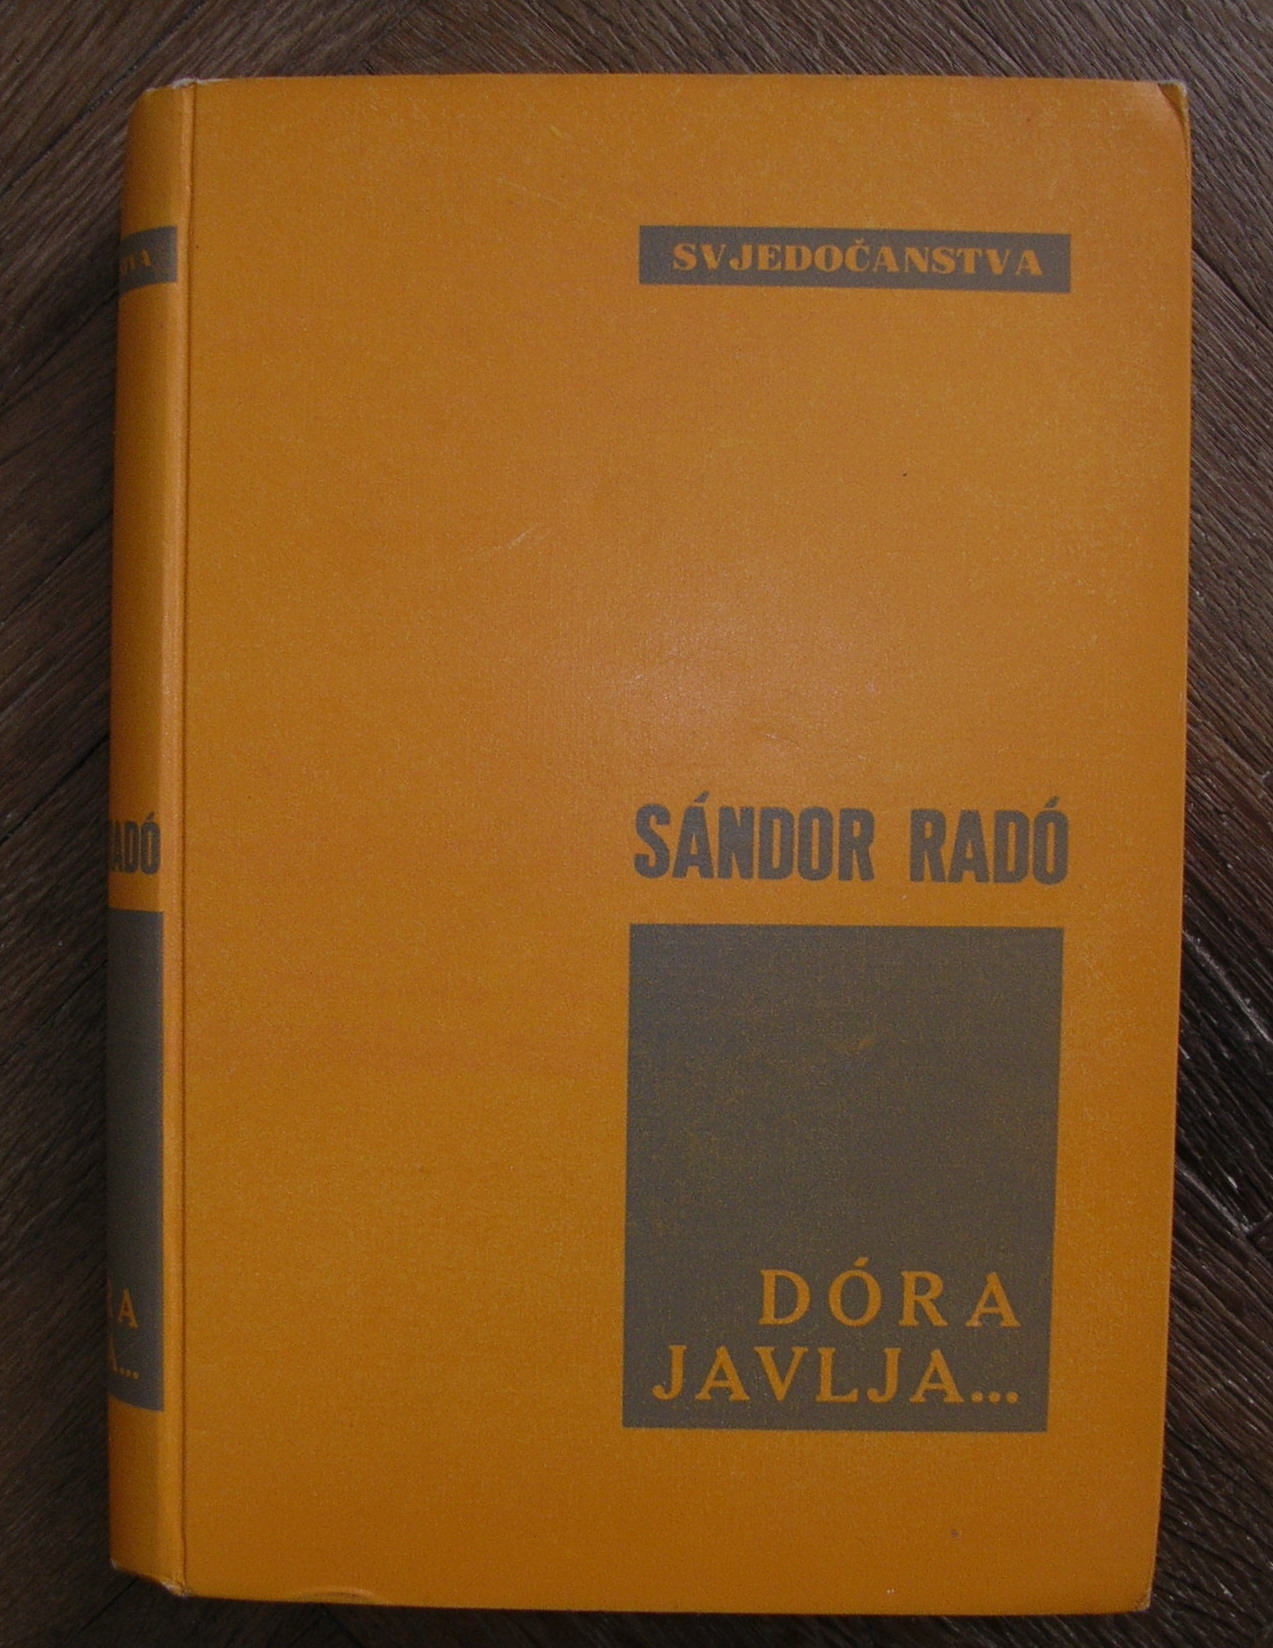 SVJEDOČANSTVA
SÁNDOR RADÓ
DÓRA
JAVLJA...